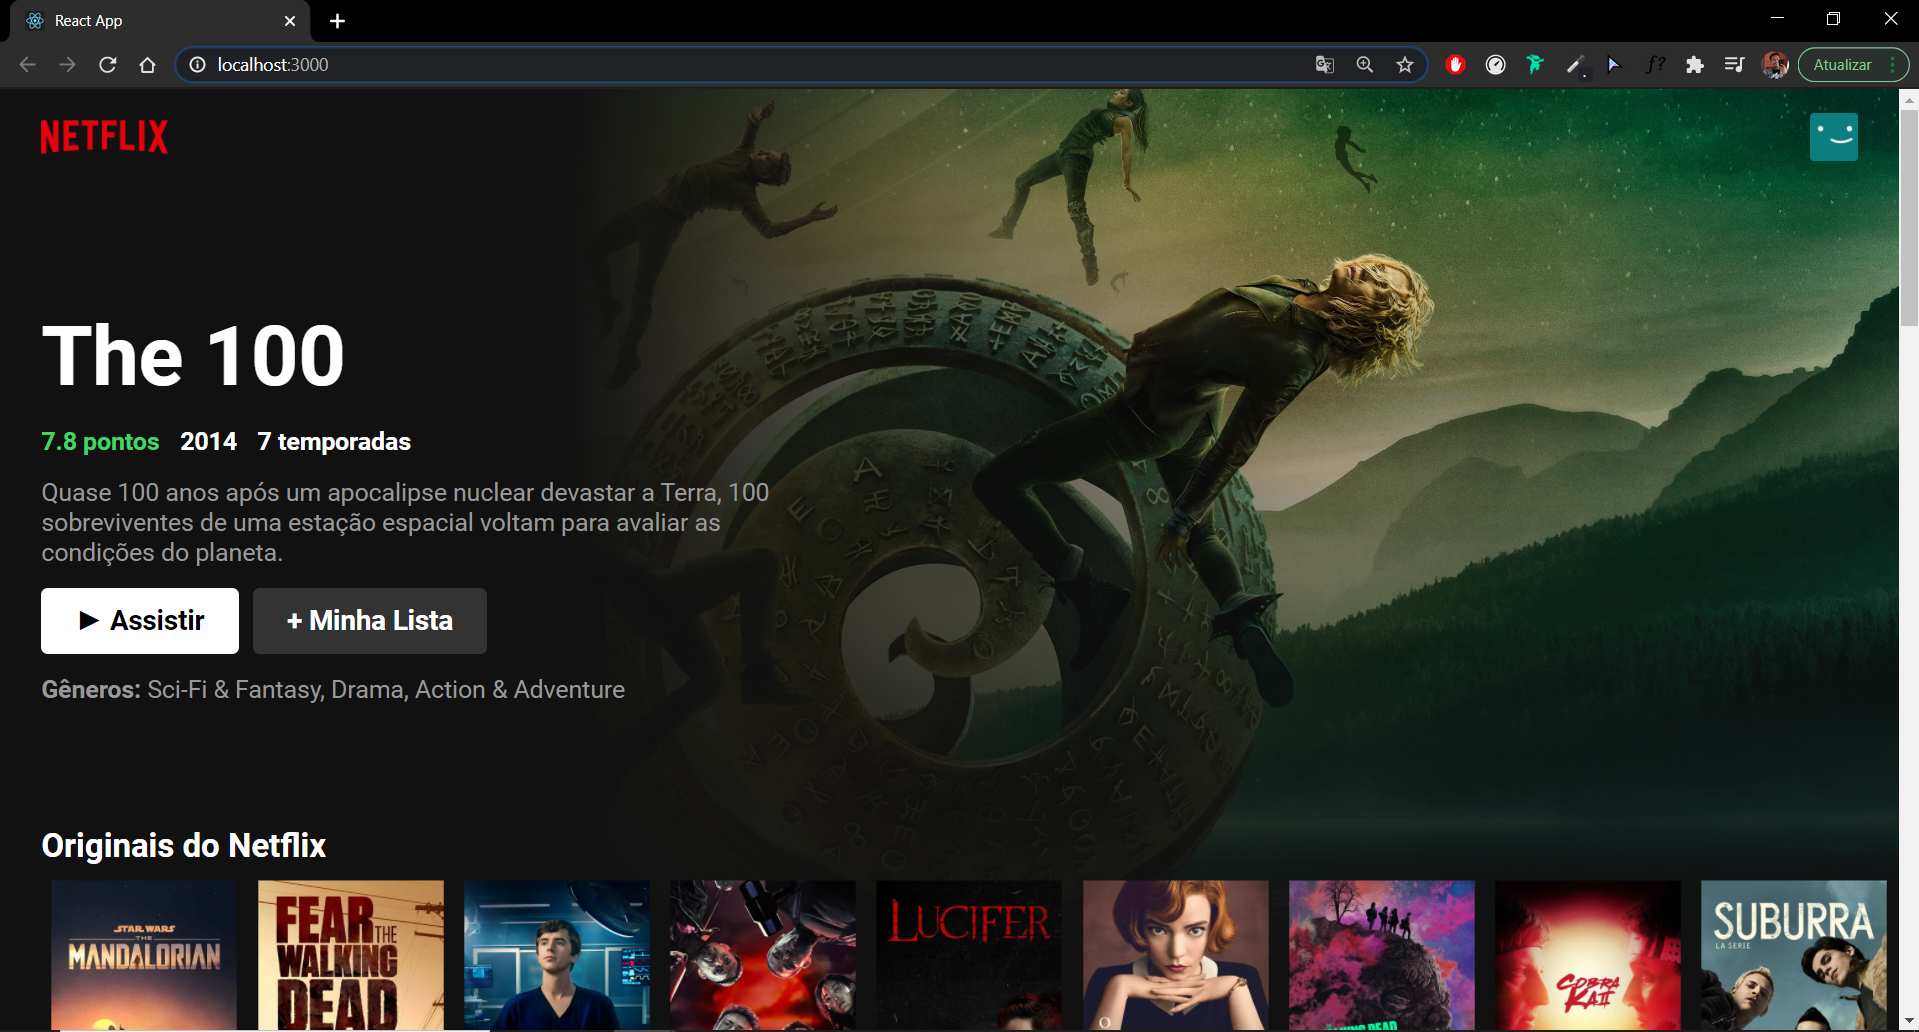 React App
localhost:3000
Atualizar
NETFLIX
The 100
7.8 pontos 2014 7 temporadas
Quase 100 anos após um apocalipse nuclear devastar a Terra, 100
sobreviventes de uma estação espacial voltam para avaliar as
condições do planeta.
► Assistir
+ Minha Lista
Gêneros: Sci-Fi & Fantasy, Drama, Action & Adventure
Originais do Netflix
STAR WARS
THE
MANDALORIAN
FEAR THE
WALKING
DEAD
LUCIFER
COBRA
KAI
SUBURRA
LA SERIE